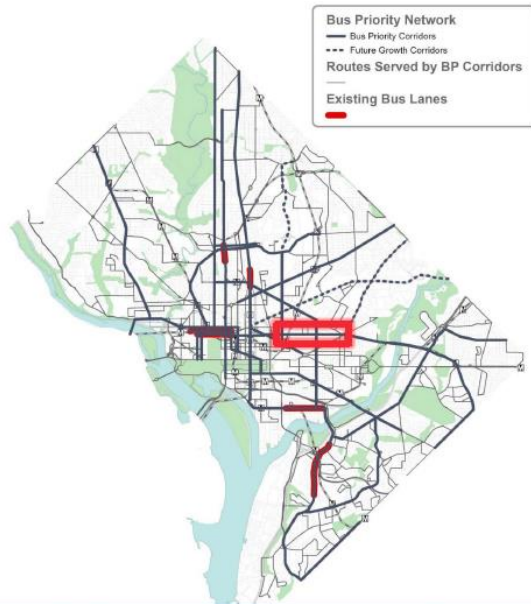 Bus Priority Network
Bus Priority Corridors
Future Growth Corridors
Routes Served by BP Corridors
Existing Bus Lanes